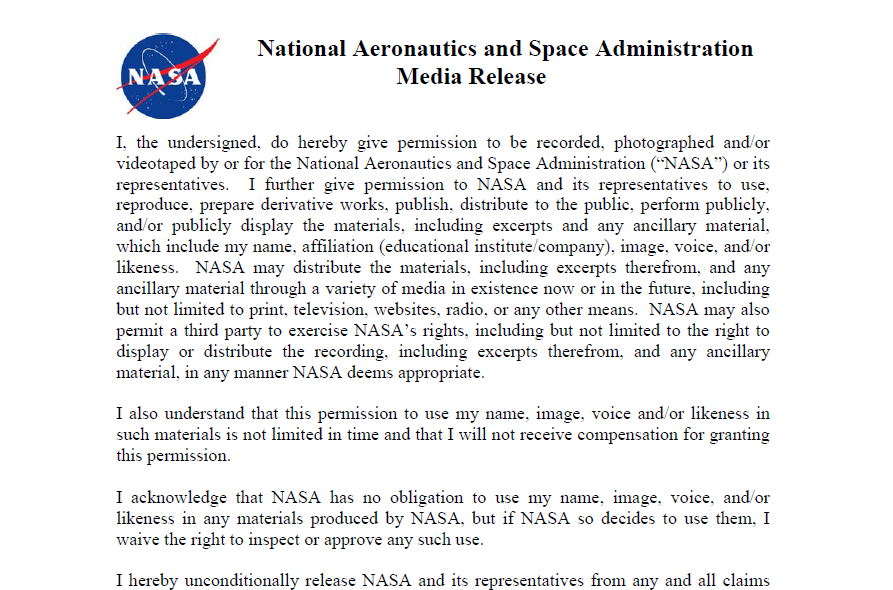 NASA
National Aeronautics and Space Administration
Media Release
I, the undersigned, do hereby give permission to be recorded, photographed and/or
videotaped by or for the National Aeronautics and Space Administration (“NASA”) or its
representatives. I further give permission to NASA and its representatives to use,
reproduce, prepare derivative works, publish, distribute to the public, perform publicly,
and/or publicly display the materials, including excerpts and any ancillary material,
which include my name, affiliation (educational institute/company), image, voice, and/or
likeness. NASA may distribute the materials, including excerpts therefrom, and any
ancillary material through a variety of media in existence now or in the future, including
but not limited to print, television, websites, radio, or any other means. NASA may also
permit a third party to exercise NASA’s rights, including but not limited to the right to
display or distribute the recording, including excerpts therefrom, and any ancillary
material, in any manner NASA deems appropriate.
I also understand that this permission to use my name, image, voice and/or likeness in
such materials is not limited in time and that I will not receive compensation for granting
this permission.
I acknowledge that NASA has no obligation to use my name, image, voice, and/or
likeness in any materials produced by NASA, but if NASA so decides to use them, I
waive the right to inspect or approve any such use.
I hereby unconditionally release NASA and its representatives from any and all claims